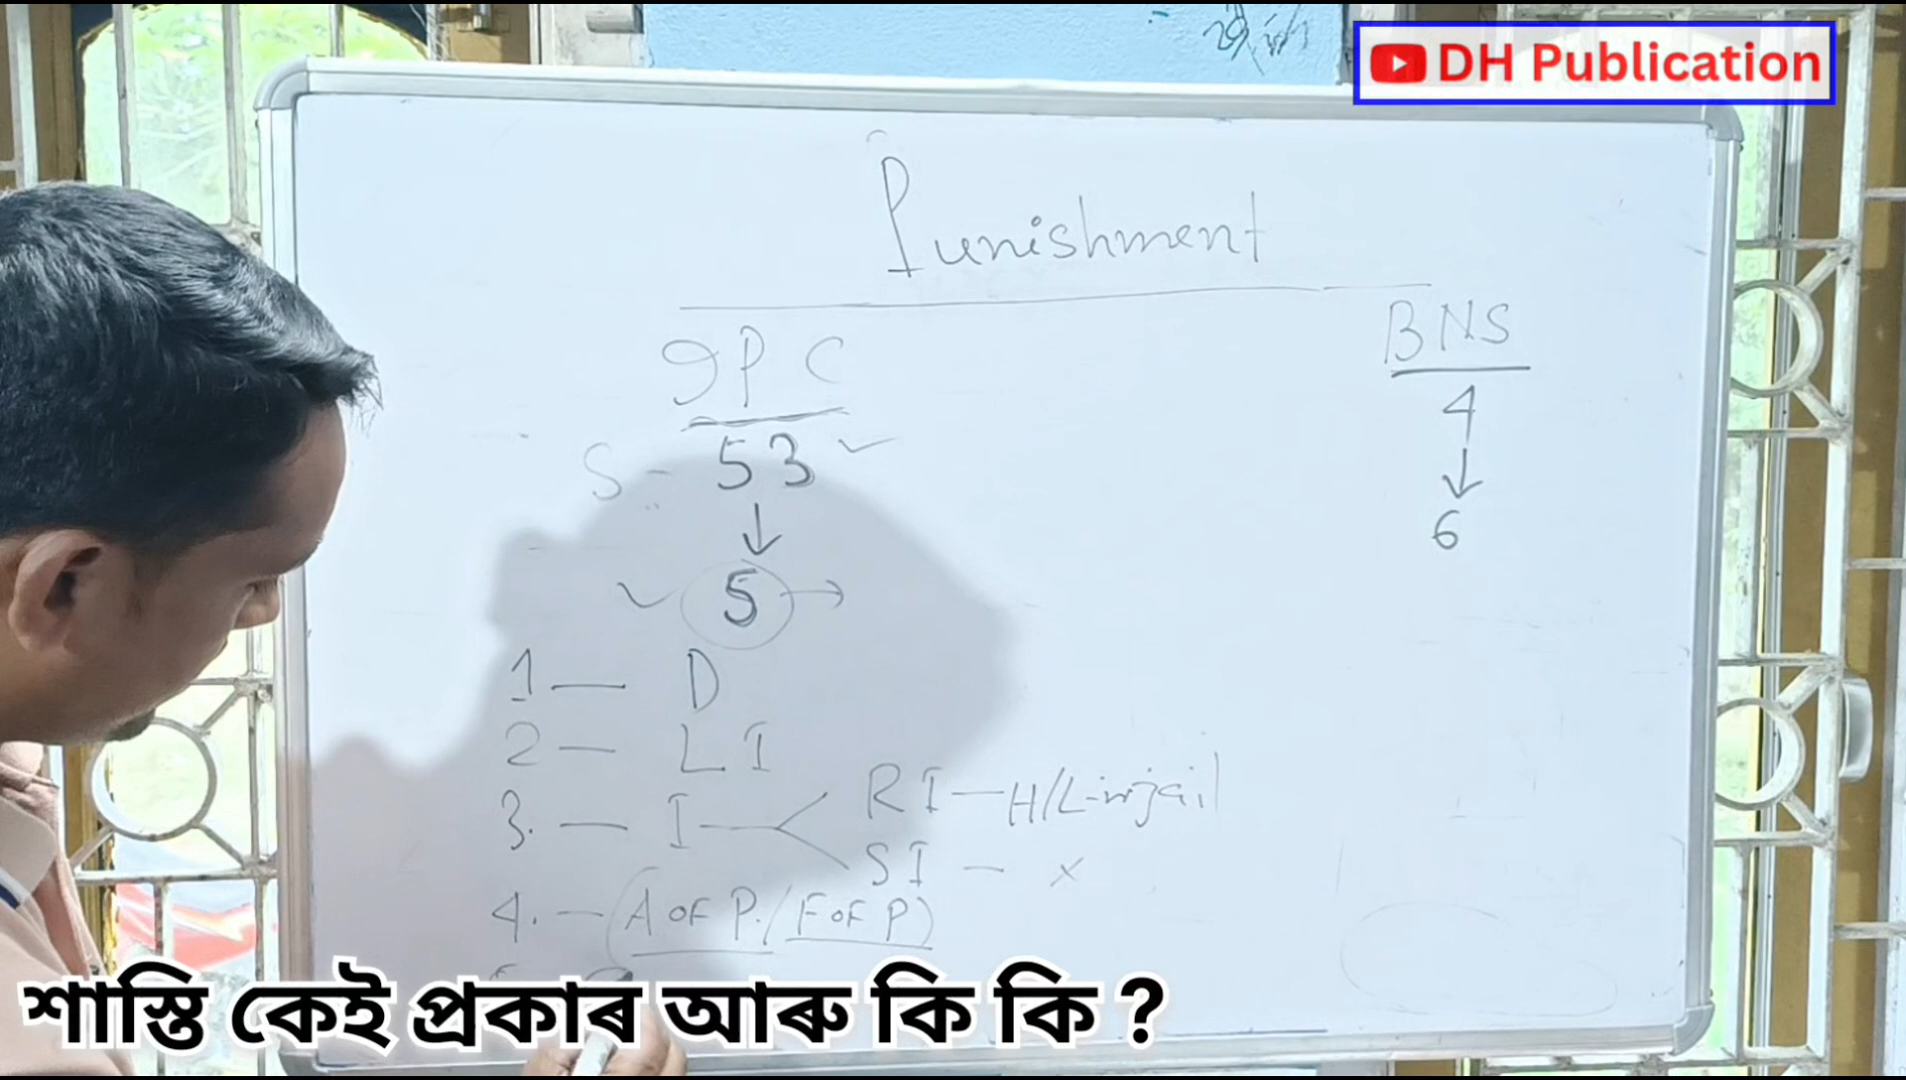 DH Publication
Punishment
IPC
BNS
S - 53
4
6
5
1 — D
2 — LI
3. — I
RI — H/L - in jail
SI — x
4. — (A OF P. / F OF P)
শাস্তি কেই প্ৰকাৰ আৰু কি কি ?